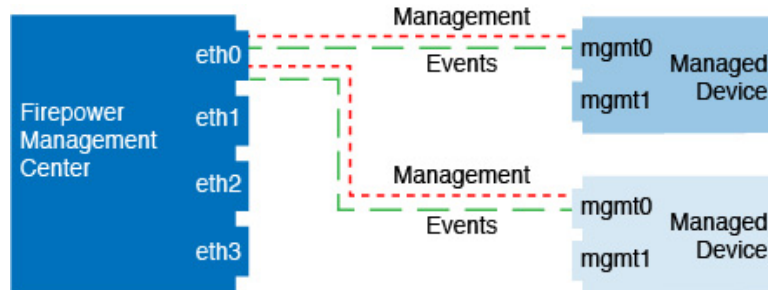 Management
eth0
mgmt0
Managed
Device
Events
mgmt1
Firepower
Management
Center
eth1
eth2
eth3
Management
mgmt0
Managed
Device
Events
mgmt1